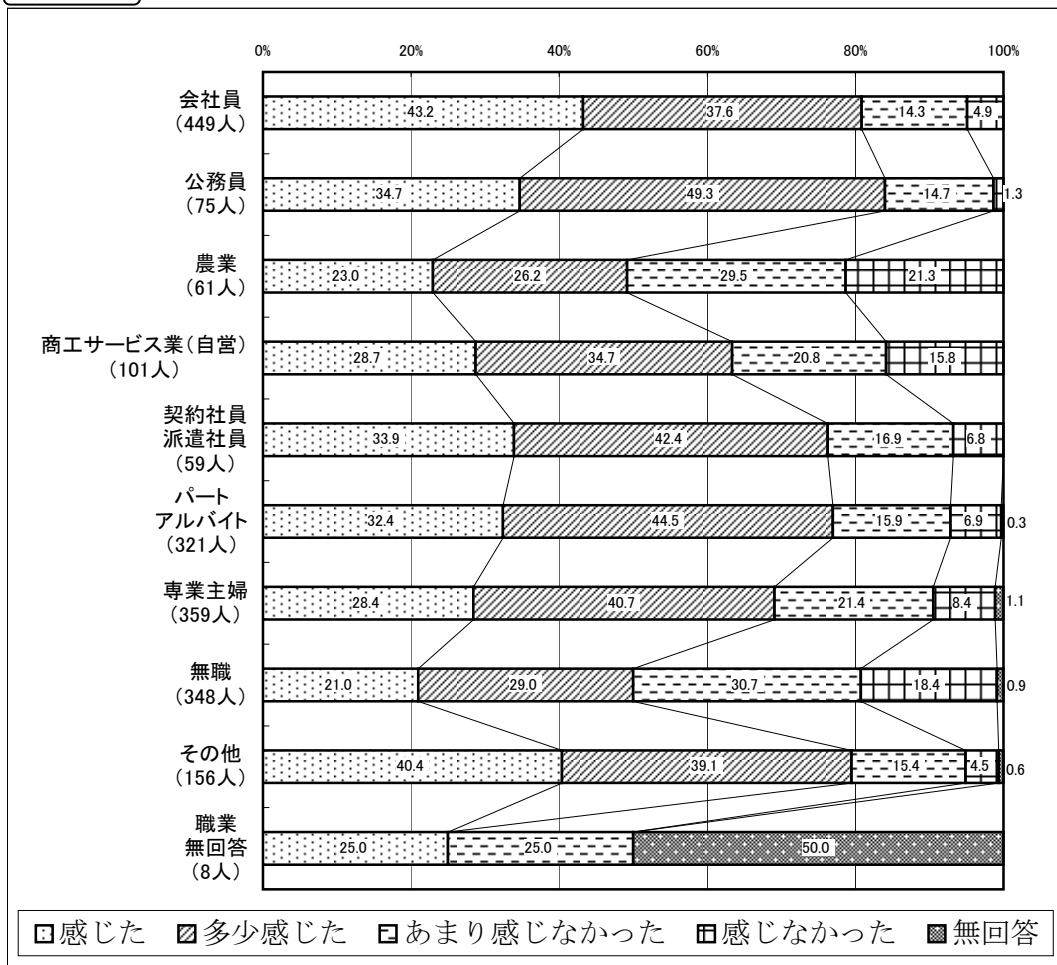 0% 20% 40% 60% 80% 100%
会社員
(449人)
43.2 37.6 14.3 4.9
公務員
(75人)
34.7 49.3 14.7 1.3
農業
(61人)
23.0 26.2 29.5 21.3
商工サービス業(自営)
(101人)
28.7 34.7 20.8 15.8
契約社員
派遣社員
(59人)
33.9 42.4 16.9 6.8
パート
アルバイト
(321人)
32.4 44.5 15.9 6.9 0.3
専業主婦
(359人)
28.4 40.7 21.4 8.4 1.1
無職
(348人)
21.0 29.0 30.7 18.4 0.9
その他
(156人)
40.4 39.1 15.4 4.5 0.6
職業
無回答
(8人)
25.0 25.0 50.0
感じた 多少感じた あまり感じなかった 感じなかった 無回答